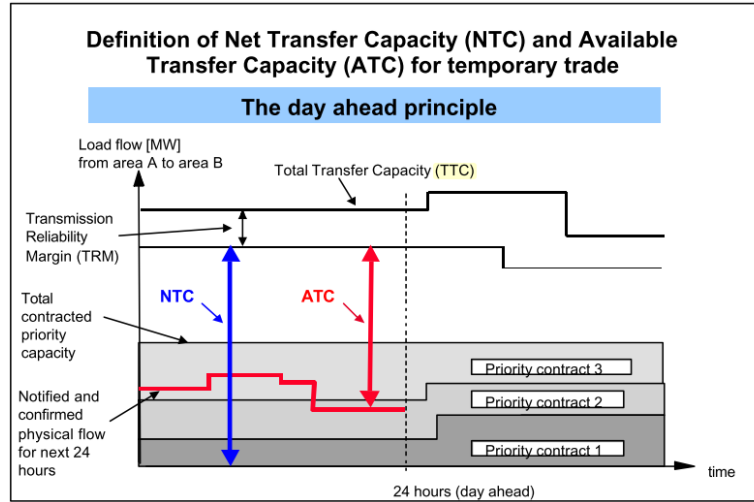 Definition of Net Transfer Capacity (NTC) and Available
Transfer Capacity (ATC) for temporary trade
The day ahead principle
Load flow [MW]
from area A to area B
Total Transfer Capacity (TTC)
Transmission
Reliability
Margin (TRM)
NTC
ATC
Total
contracted
priority
capacity
Priority contract 3
Notified and
confirmed
physical flow
for next 24
hours
Priority contract 2
Priority contract 1
time
24 hours (day ahead)